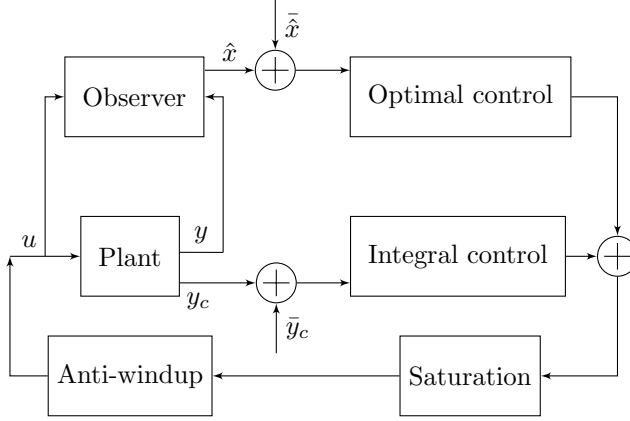 x̂
x̂̄
Observer
Optimal control
u
Plant
y
y_c
ȳ_c
Integral control
Anti-windup
Saturation